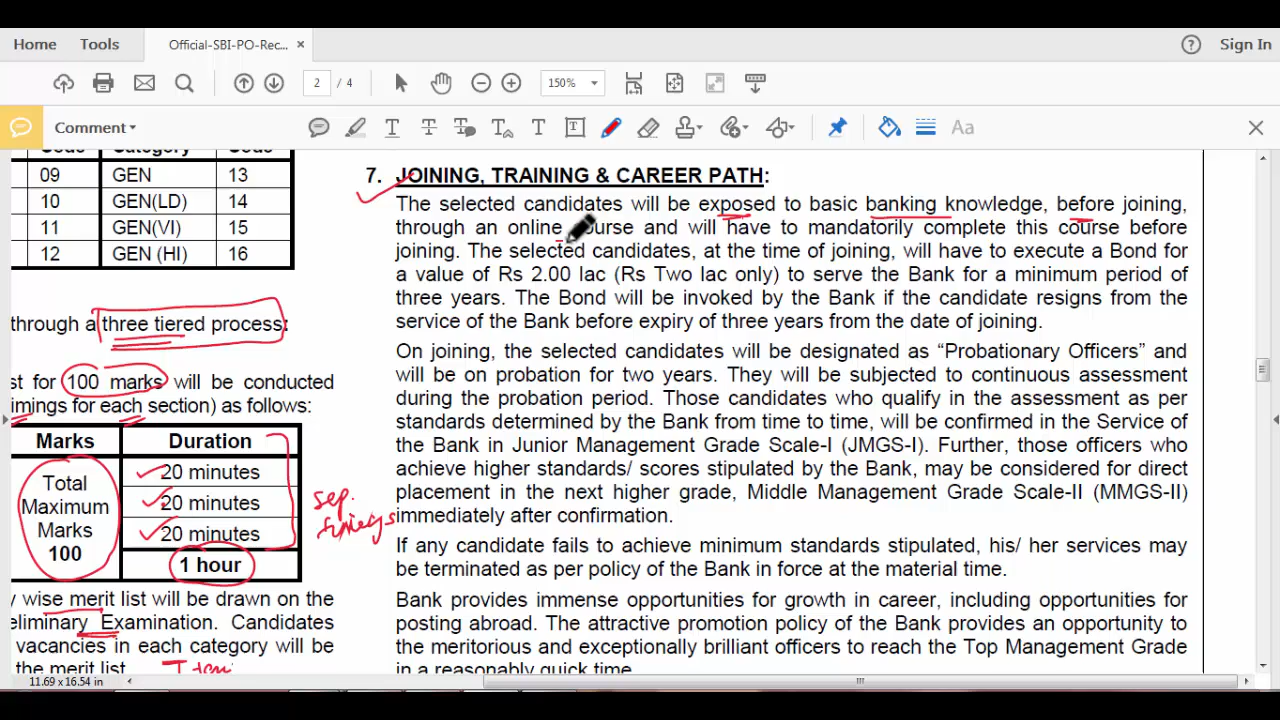 Home Tools Official-SBI-PO-Rec... × Sign In
2 / 4 150%
Comment
Code Category Code
09 GEN 13
10 GEN(LD) 14
11 GEN(VI) 15
12 GEN (HI) 16
through a three tiered process:
st for 100 marks will be conducted
imings for each section) as follows:
Marks Duration
Total Maximum Marks 100
20 minutes
20 minutes
20 minutes
1 hour
sep.
timings
y wise merit list will be drawn on the
eliminary Examination. Candidates
vacancies in each category will be
the merit list.
7. JOINING, TRAINING & CAREER PATH:
The selected candidates will be exposed to basic banking knowledge, before joining,
through an online course and will have to mandatorily complete this course before
joining. The selected candidates, at the time of joining, will have to execute a Bond for
a value of Rs 2.00 lac (Rs Two lac only) to serve the Bank for a minimum period of
three years. The Bond will be invoked by the Bank if the candidate resigns from the
service of the Bank before expiry of three years from the date of joining.
On joining, the selected candidates will be designated as “Probationary Officers” and
will be on probation for two years. They will be subjected to continuous assessment
during the probation period. Those candidates who qualify in the assessment as per
standards determined by the Bank from time to time, will be confirmed in the Service of
the Bank in Junior Management Grade Scale-I (JMGS-I). Further, those officers who
achieve higher standards/ scores stipulated by the Bank, may be considered for direct
placement in the next higher grade, Middle Management Grade Scale-II (MMGS-II)
immediately after confirmation.
If any candidate fails to achieve minimum standards stipulated, his/ her services may
be terminated as per policy of the Bank in force at the material time.
Bank provides immense opportunities for growth in career, including opportunities for
posting abroad. The attractive promotion policy of the Bank provides an opportunity to
the meritorious and exceptionally brilliant officers to reach the Top Management Grade
in a reasonably quick time.
11.69 x 16.54 in